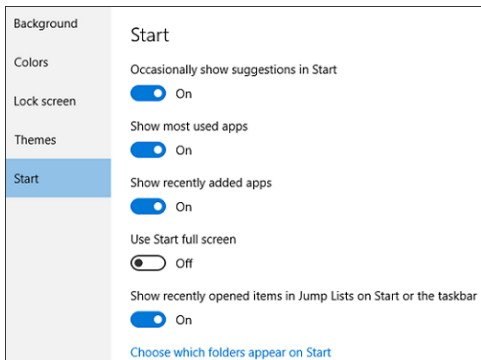 Background
Colors
Lock screen
Themes
Start
Start
Occasionally show suggestions in Start
On
Show most used apps
On
Show recently added apps
On
Use Start full screen
Off
Show recently opened items in Jump Lists on Start or the taskbar
On
Choose which folders appear on Start